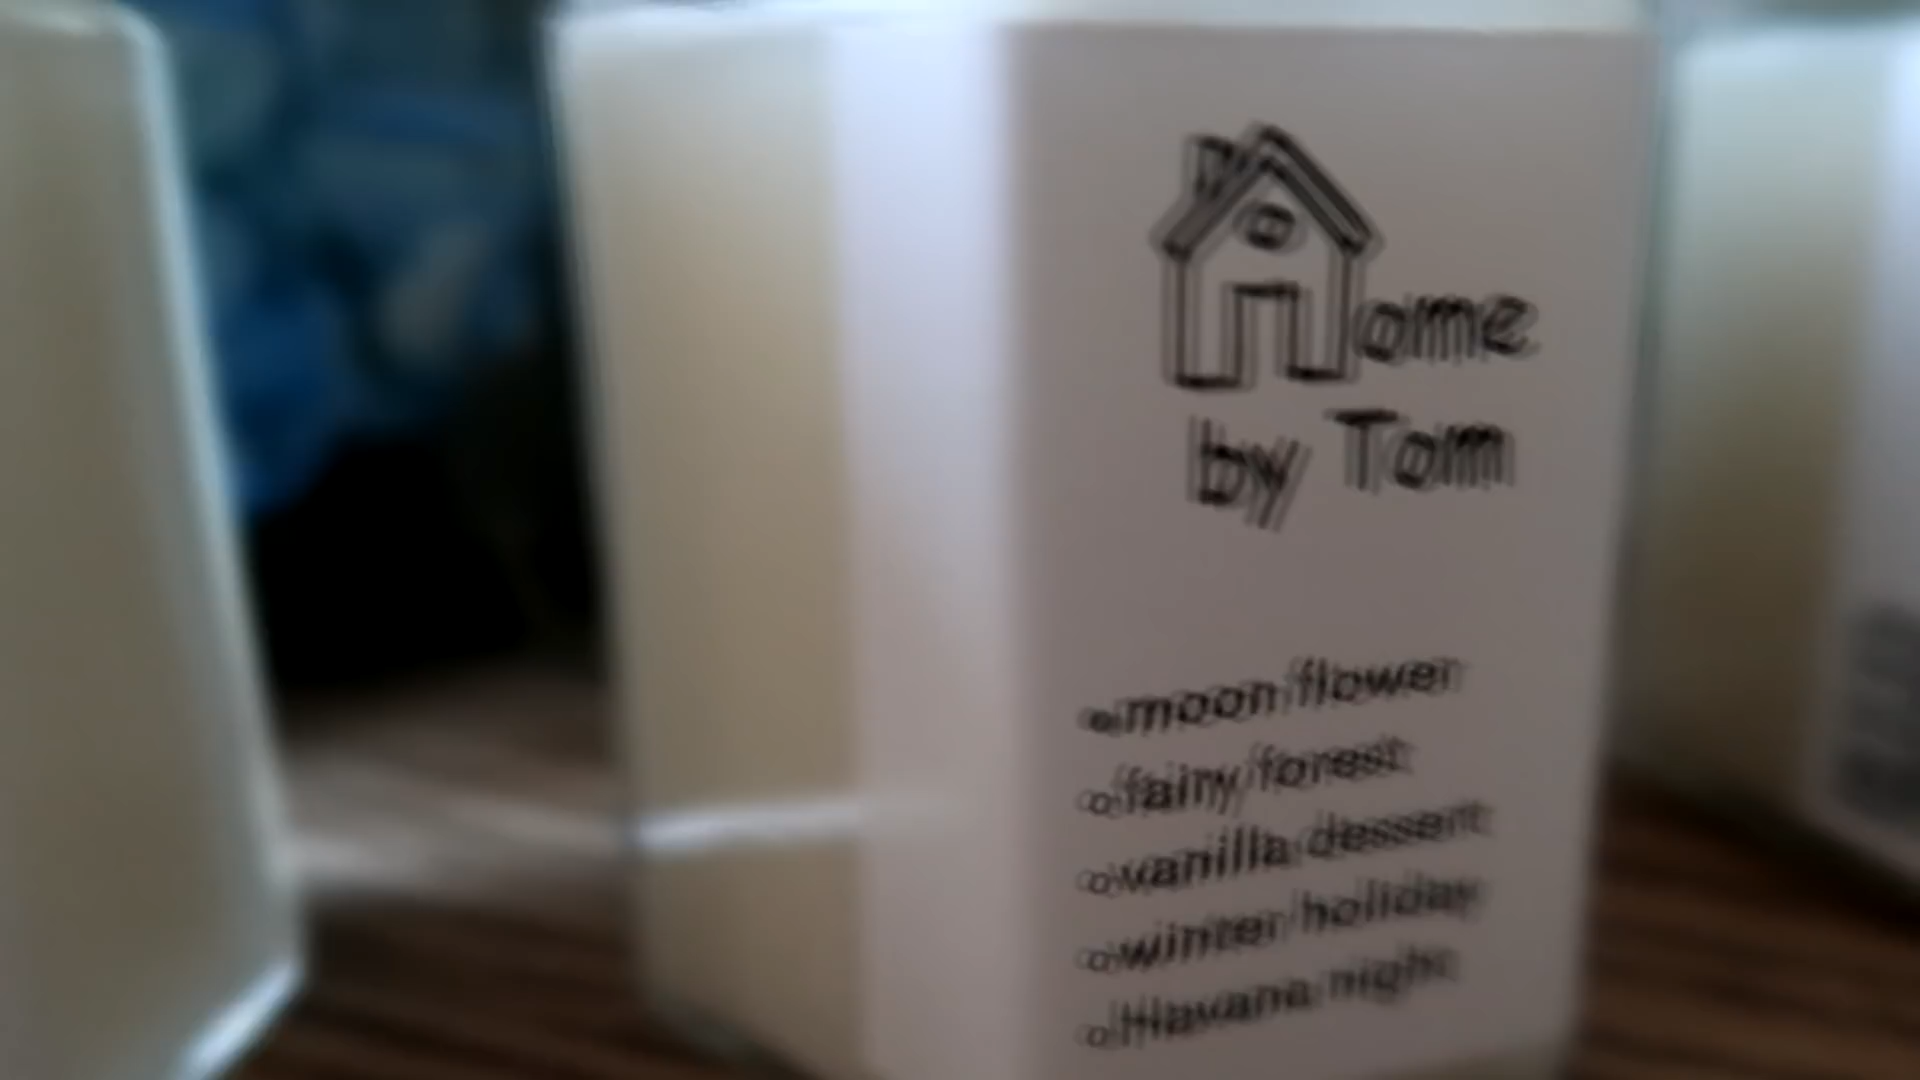 Home
by Tom
moon flower
fairy forest
vanilla dessert
winter holiday
Havana night